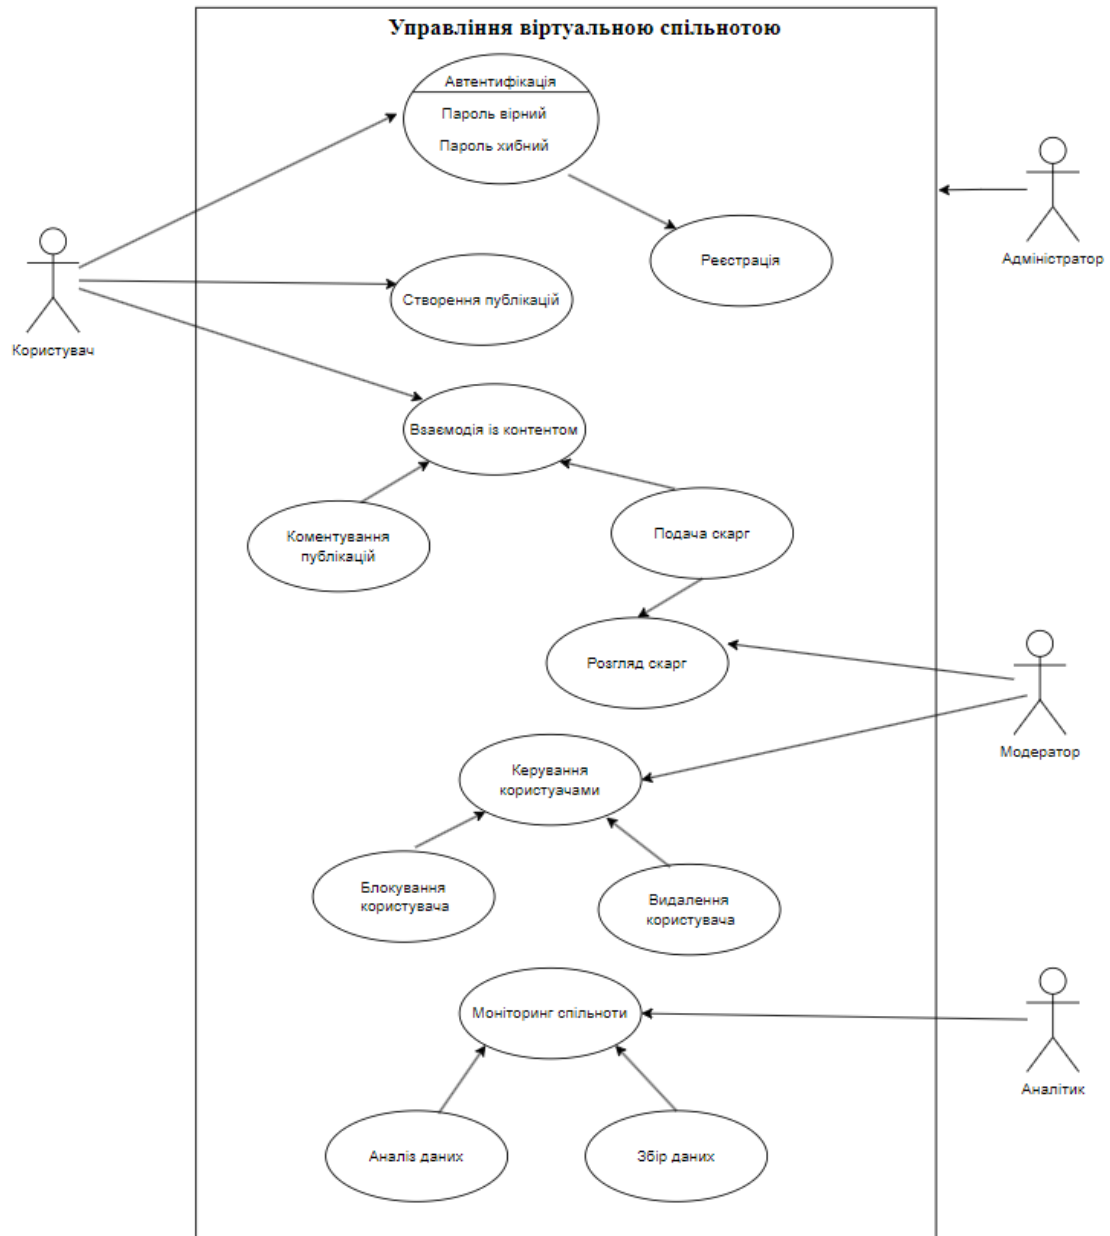 Управління віртуальною спільнотою
Автентифікація
Пароль вірний
Пароль хибний
Реєстрація
Адміністратор
Створення публікацій
Користувач
Взаємодія із контентом
Коментування
публікацій
Подача скарг
Розгляд скарг
Модератор
Керування
користуачами
Блокування
користувача
Видалення
користувача
Моніторинг спільноти
Аналітик
Аналіз даних
Збір даних